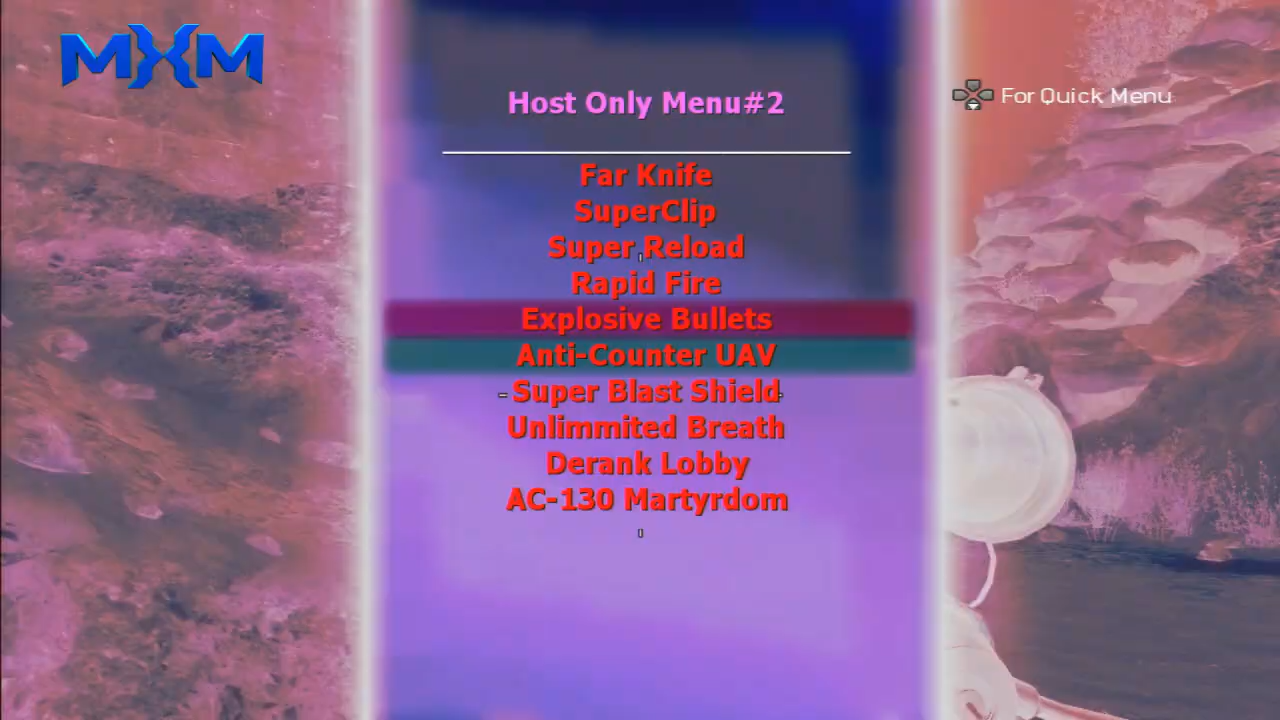 MXM
Host Only Menu#2
For Quick Menu
Far Knife
SuperClip
Super Reload
Rapid Fire
Explosive Bullets
Anti-Counter UAV
Super Blast Shield
Unlimmited Breath
Derank Lobby
AC-130 Martyrdom